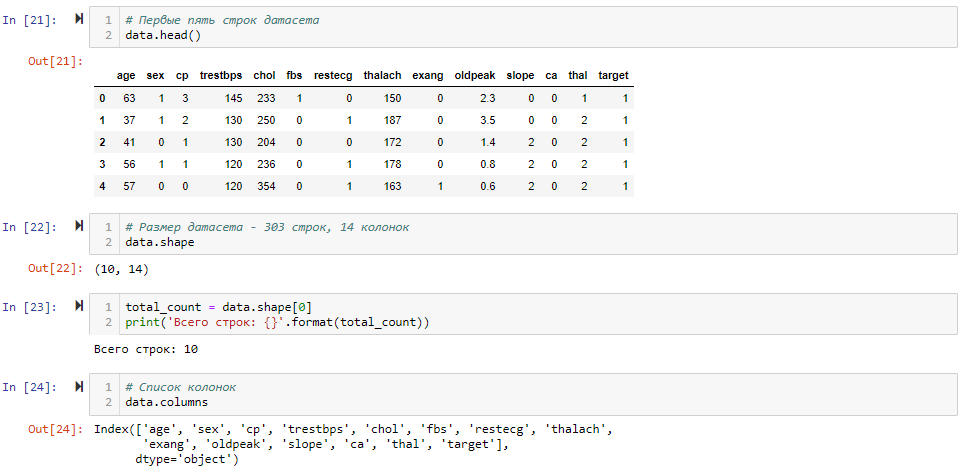 In [21]:
1 # Первые пять строк датасета
2 data.head()
Out[21]:
age sex cp trestbps chol fbs restecg thalach exang oldpeak slope ca thal target
0 63 1 3 145 233 1 0 150 0 2.3 0 0 1 1
1 37 1 2 130 250 0 1 187 0 3.5 0 0 2 1
2 41 0 1 130 204 0 0 172 0 1.4 2 0 2 1
3 56 1 1 120 236 0 1 178 0 0.8 2 0 2 1
4 57 0 0 120 354 0 1 163 1 0.6 2 0 2 1
In [22]:
1 # Размер датасета - 303 строк, 14 колонок
2 data.shape
Out[22]: (10, 14)
In [23]:
1 total_count = data.shape[0]
2 print('Всего строк: {}'.format(total_count))
Всего строк: 10
In [24]:
1 # Список колонок
2 data.columns
Out[24]: Index(['age', 'sex', 'cp', 'trestbps', 'chol', 'fbs', 'restecg', 'thalach',
'exang', 'oldpeak', 'slope', 'ca', 'thal', 'target'],
dtype='object')